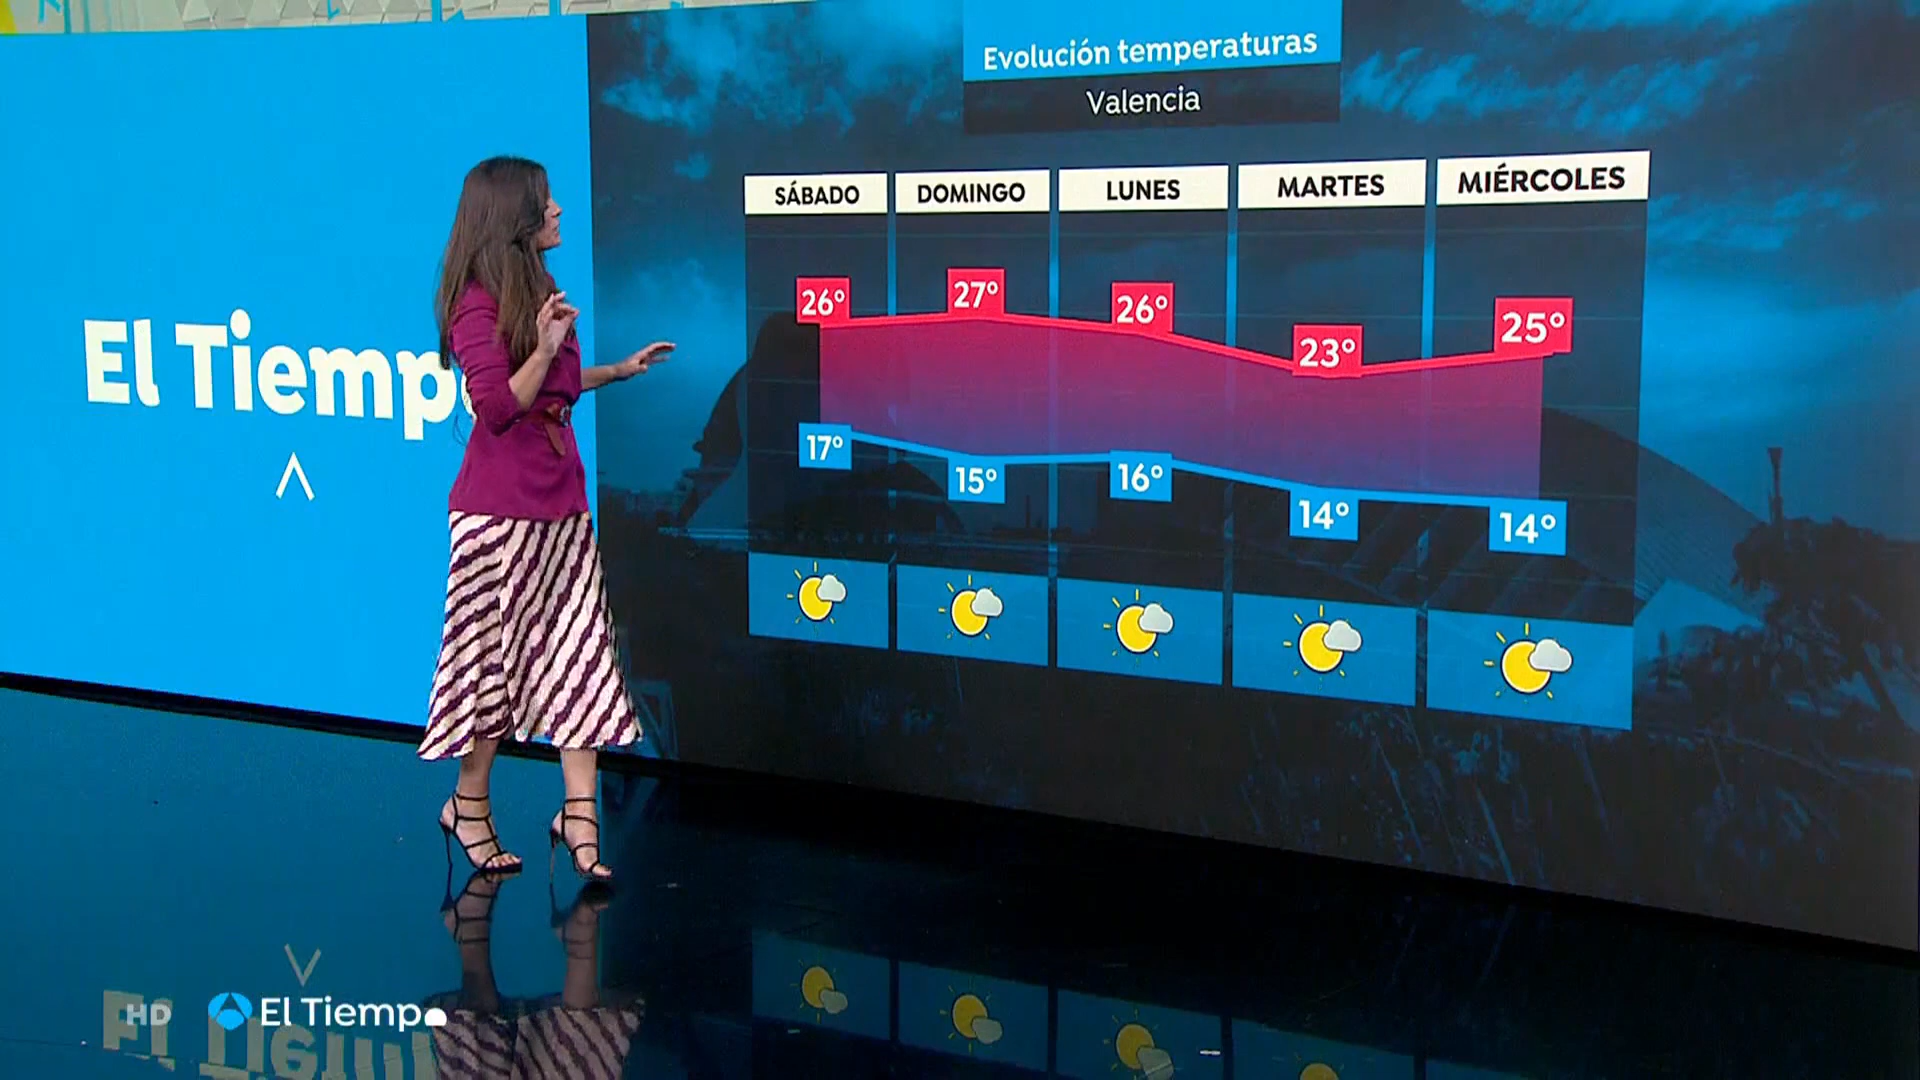 Evolución temperaturas
Valencia
SÁBADO DOMINGO LUNES MARTES MIÉRCOLES
26° 27° 26° 23° 25°
17° 15° 16° 14° 14°
El Tiemp
HD El Tiempo